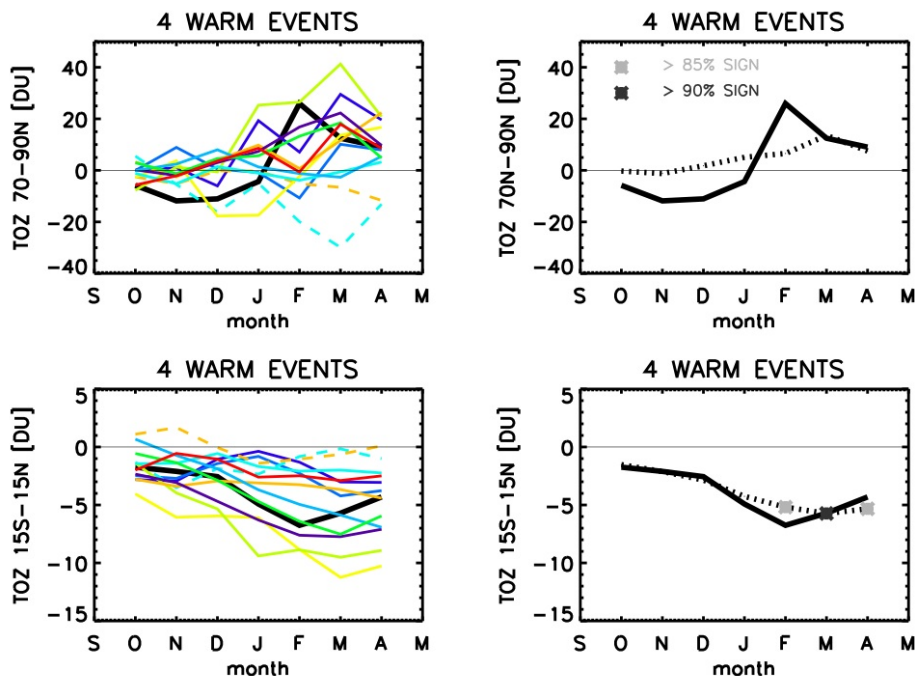 4 WARM EVENTS
TOZ 70-90N [DU]
40
20
0
-20
-40
S O N D J F M A M
month
4 WARM EVENTS
TOZ 70N-90N [DU]
40
20
0
-20
-40
> 85% SIGN
> 90% SIGN
S O N D J F M A M
month
4 WARM EVENTS
TOZ 15S-15N [DU]
5
0
-5
-10
-15
S O N D J F M A M
month
4 WARM EVENTS
TOZ 15S-15N [DU]
5
0
-5
-10
-15
S O N D J F M A M
month